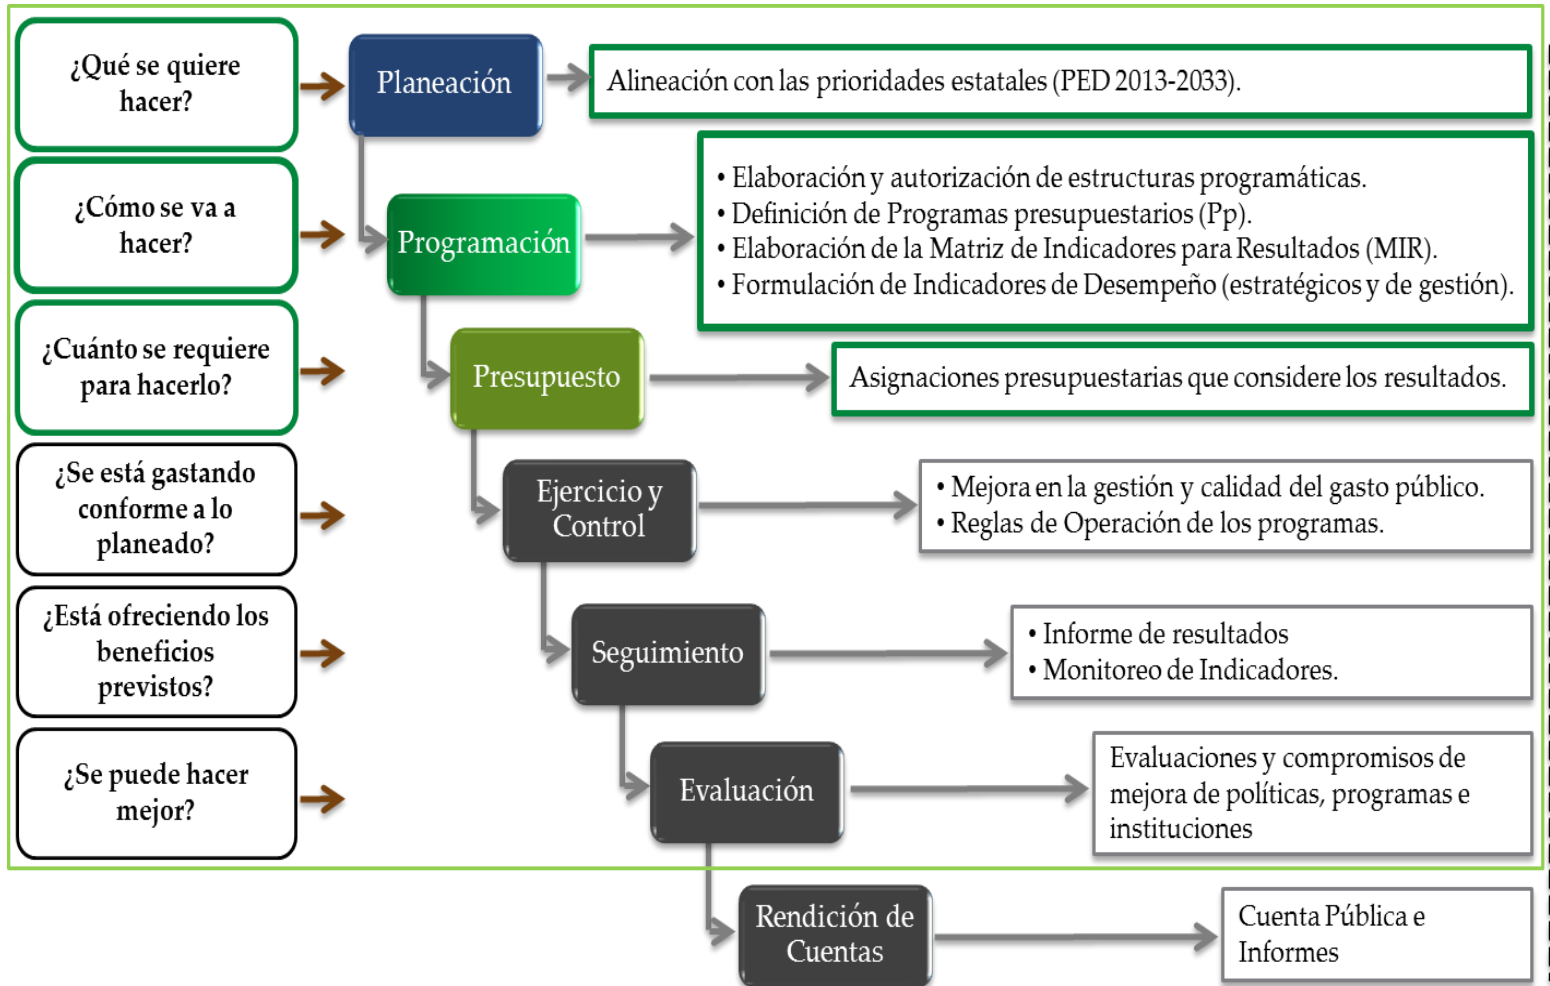 ¿Qué se quiere
hacer?
Planeación
Alineación con las prioridades estatales (PED 2013-2033).
¿Cómo se va a
hacer?
Programación
• Elaboración y autorización de estructuras programáticas.
• Definición de Programas presupuestarios (Pp).
• Elaboración de la Matriz de Indicadores para Resultados (MIR).
• Formulación de Indicadores de Desempeño (estratégicos y de gestión).
¿Cuánto se requiere
para hacerlo?
Presupuesto
Asignaciones presupuestarias que considere los resultados.
¿Se está gastando
conforme a lo
planeado?
Ejercicio y
Control
• Mejora en la gestión y calidad del gasto público.
• Reglas de Operación de los programas.
¿Está ofreciendo los
beneficios
previstos?
Seguimiento
• Informe de resultados
• Monitoreo de Indicadores.
¿Se puede hacer
mejor?
Evaluación
Evaluaciones y compromisos de
mejora de políticas, programas e
instituciones
Rendición de
Cuentas
Cuenta Pública e
Informes